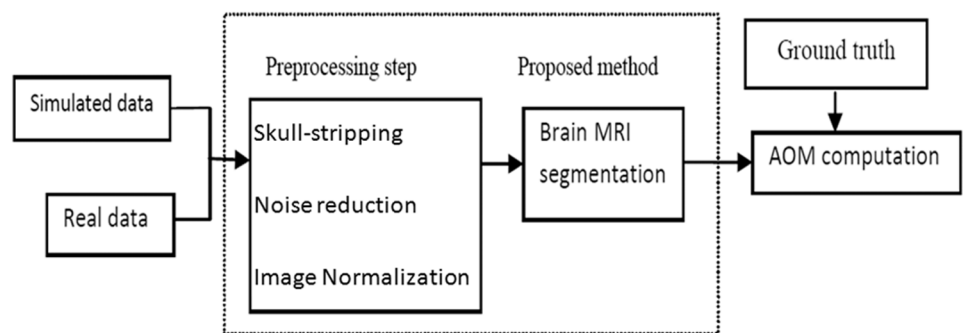 Simulated data
Real data
Preprocessing step
Skull-stripping
Noise reduction
Image Normalization
Proposed method
Brain MRI
segmentation
Ground truth
AOM computation